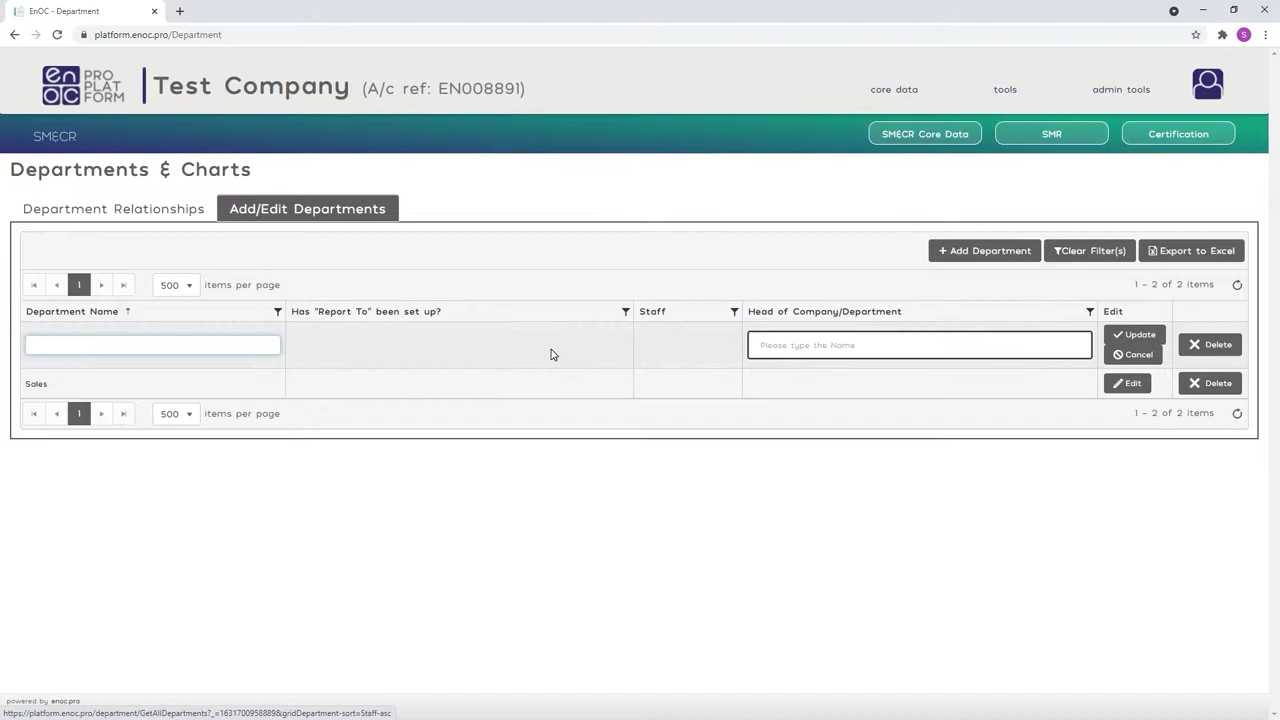 EnOC - Department
platform.enoc.pro/Department
S
en
OC
PRO
PLAT
FORM
Test Company (A/c ref: EN008891)
core data
tools
admin tools
SM&CR
SM&CR Core Data
SMR
Certification
Departments & Charts
Department Relationships
Add/Edit Departments
+ Add Department
Clear Filter(s)
Export to Excel
1
500
items per page
1 - 2 of 2 items
Department Name ↑
Has "Report To" been set up?
Staff
Head of Company/Department
Edit
Please type the Name
Update
Cancel
Delete
Sales
Edit
Delete
1
500
items per page
1 - 2 of 2 items
powered by enoc.pro
https://platform.enoc.pro/department/GetAllDepartments?_=1631700958889&gridDepartment-sort=Staff-asc